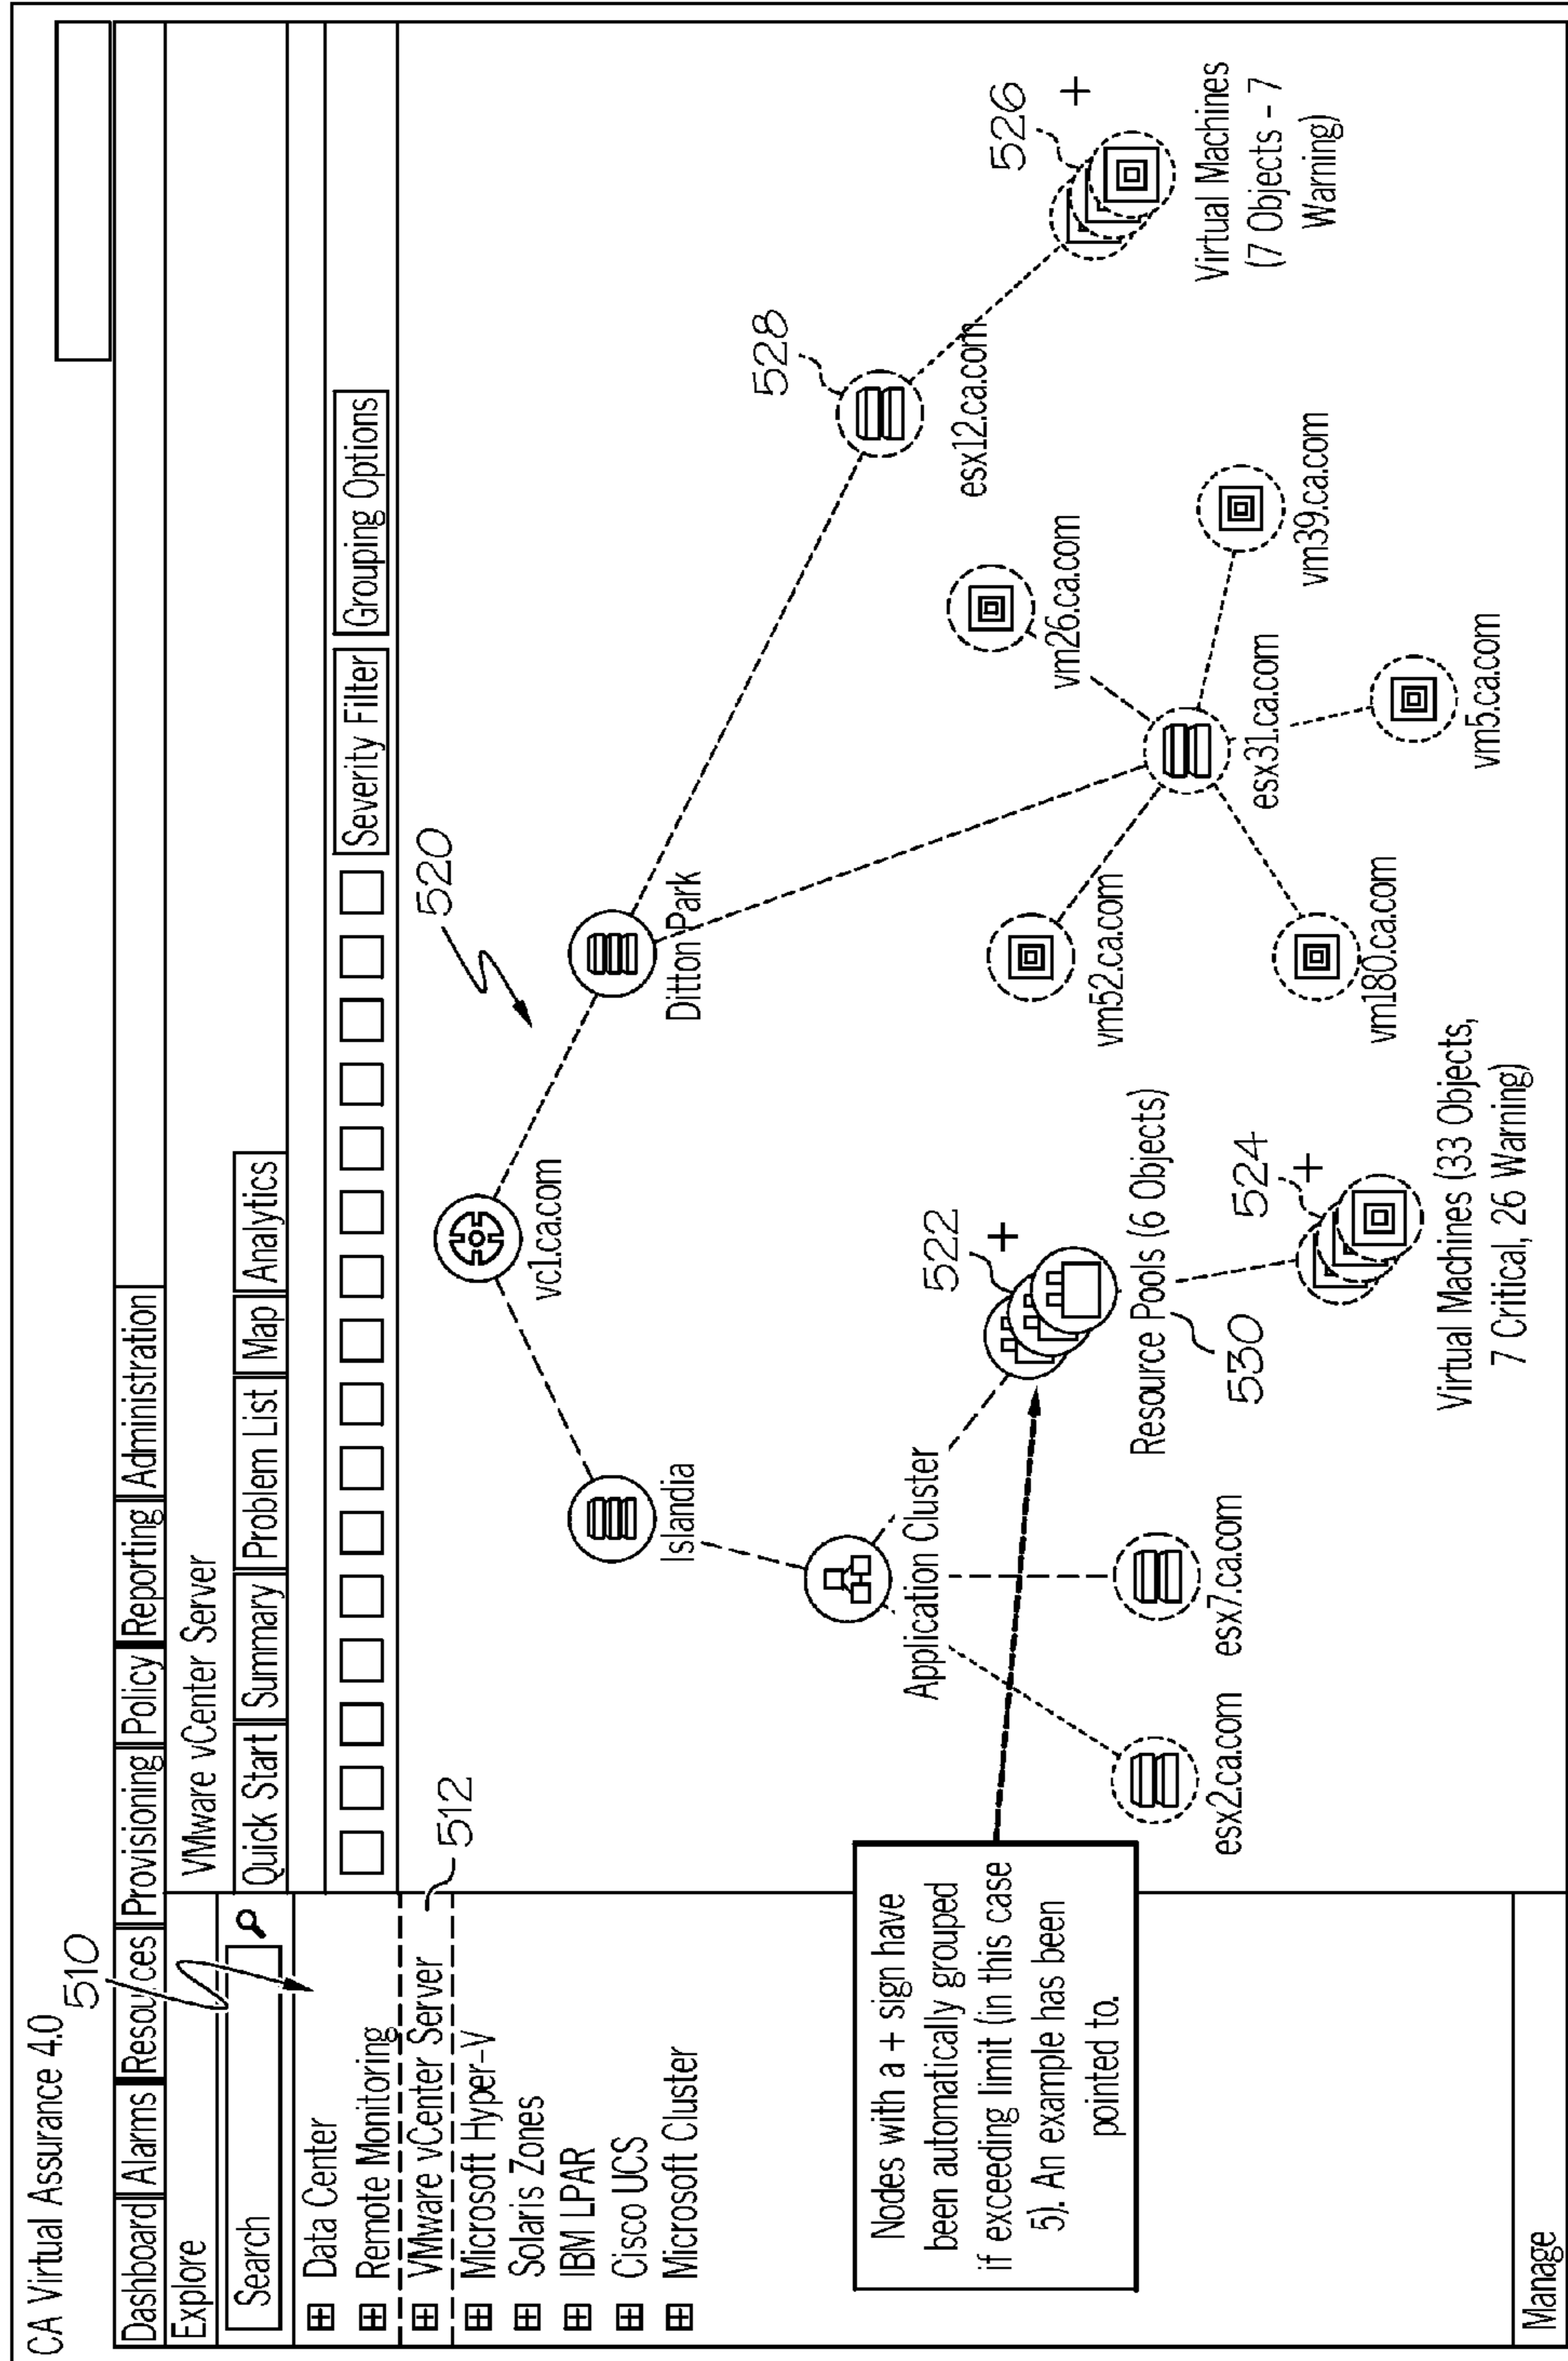 CA Virtual Assurance 4.0
510
Dashboard Alarms Resources Provisioning Policy Reporting Administration
Explore
VMware vCenter Server
Search
Quick Start Summary Problem List Map Analytics
Data Center
Remote Monitoring
VMware vCenter Server
512
Microsoft Hyper-V
Solaris Zones
IBM LPAR
Cisco UCS
Microsoft Cluster
Severity Filter Grouping Options
520
vc1.ca.com
Islandia
Ditton Park
528
Application Cluster
esx12.ca.com
522
+
526
+
Resource Pools (6 Objects)
530
vm52.ca.com
vm26.ca.com
Virtual Machines
(7 Objects - 7
Warning)
esx2.ca.com
esx7.ca.com
524
+
esx31.ca.com
vm39.ca.com
vm180.ca.com
vm5.ca.com
Virtual Machines (33 Objects,
7 Critical, 26 Warning)
Nodes with a + sign have
been automatically grouped
if exceeding limit (in this case
5). An example has been
pointed to.
Manage